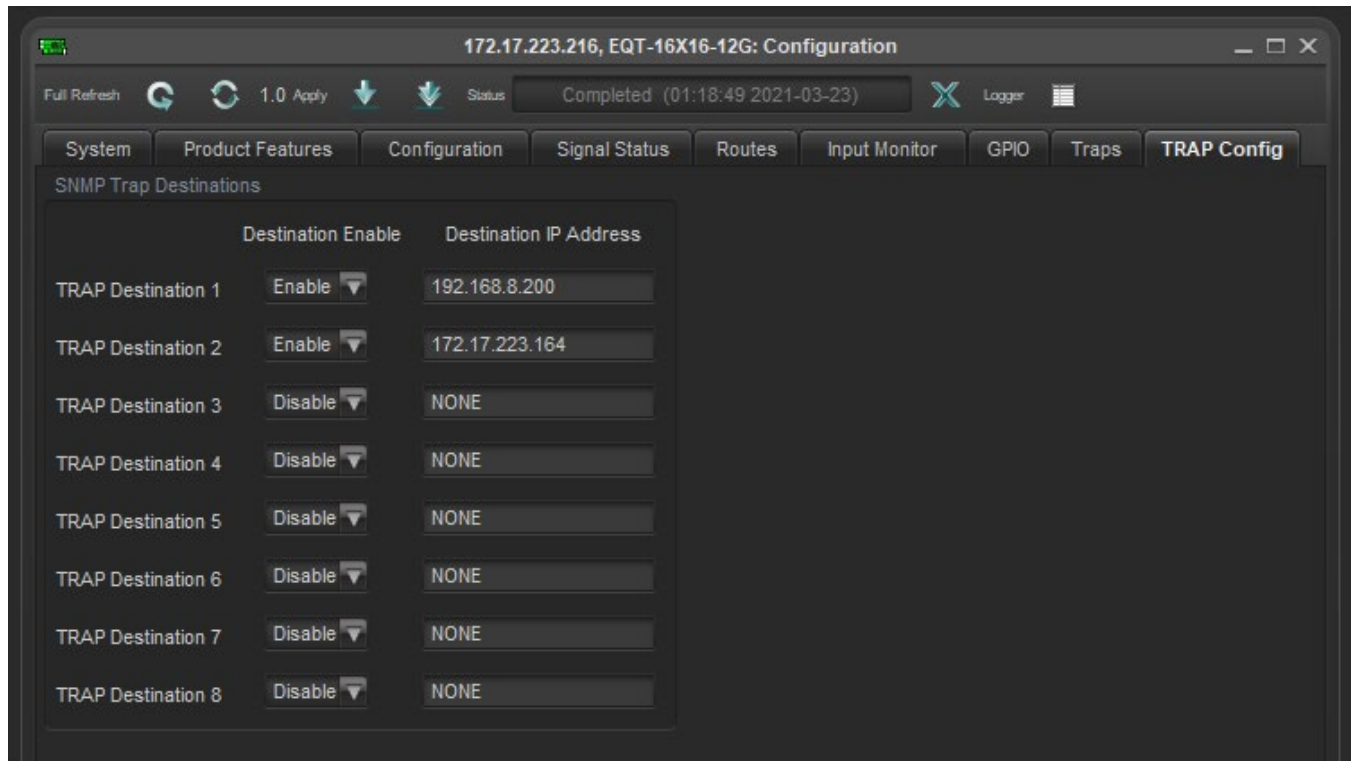 172.17.223.216, EQT-16X16-12G: Configuration
Full Refresh 1.0 Apply Status Completed (01:18:49 2021-03-23) Logger
System Product Features Configuration Signal Status Routes Input Monitor GPIO Traps TRAP Config
SNMP Trap Destinations
Destination Enable Destination IP Address
TRAP Destination 1 Enable 192.168.8.200
TRAP Destination 2 Enable 172.17.223.164
TRAP Destination 3 Disable NONE
TRAP Destination 4 Disable NONE
TRAP Destination 5 Disable NONE
TRAP Destination 6 Disable NONE
TRAP Destination 7 Disable NONE
TRAP Destination 8 Disable NONE